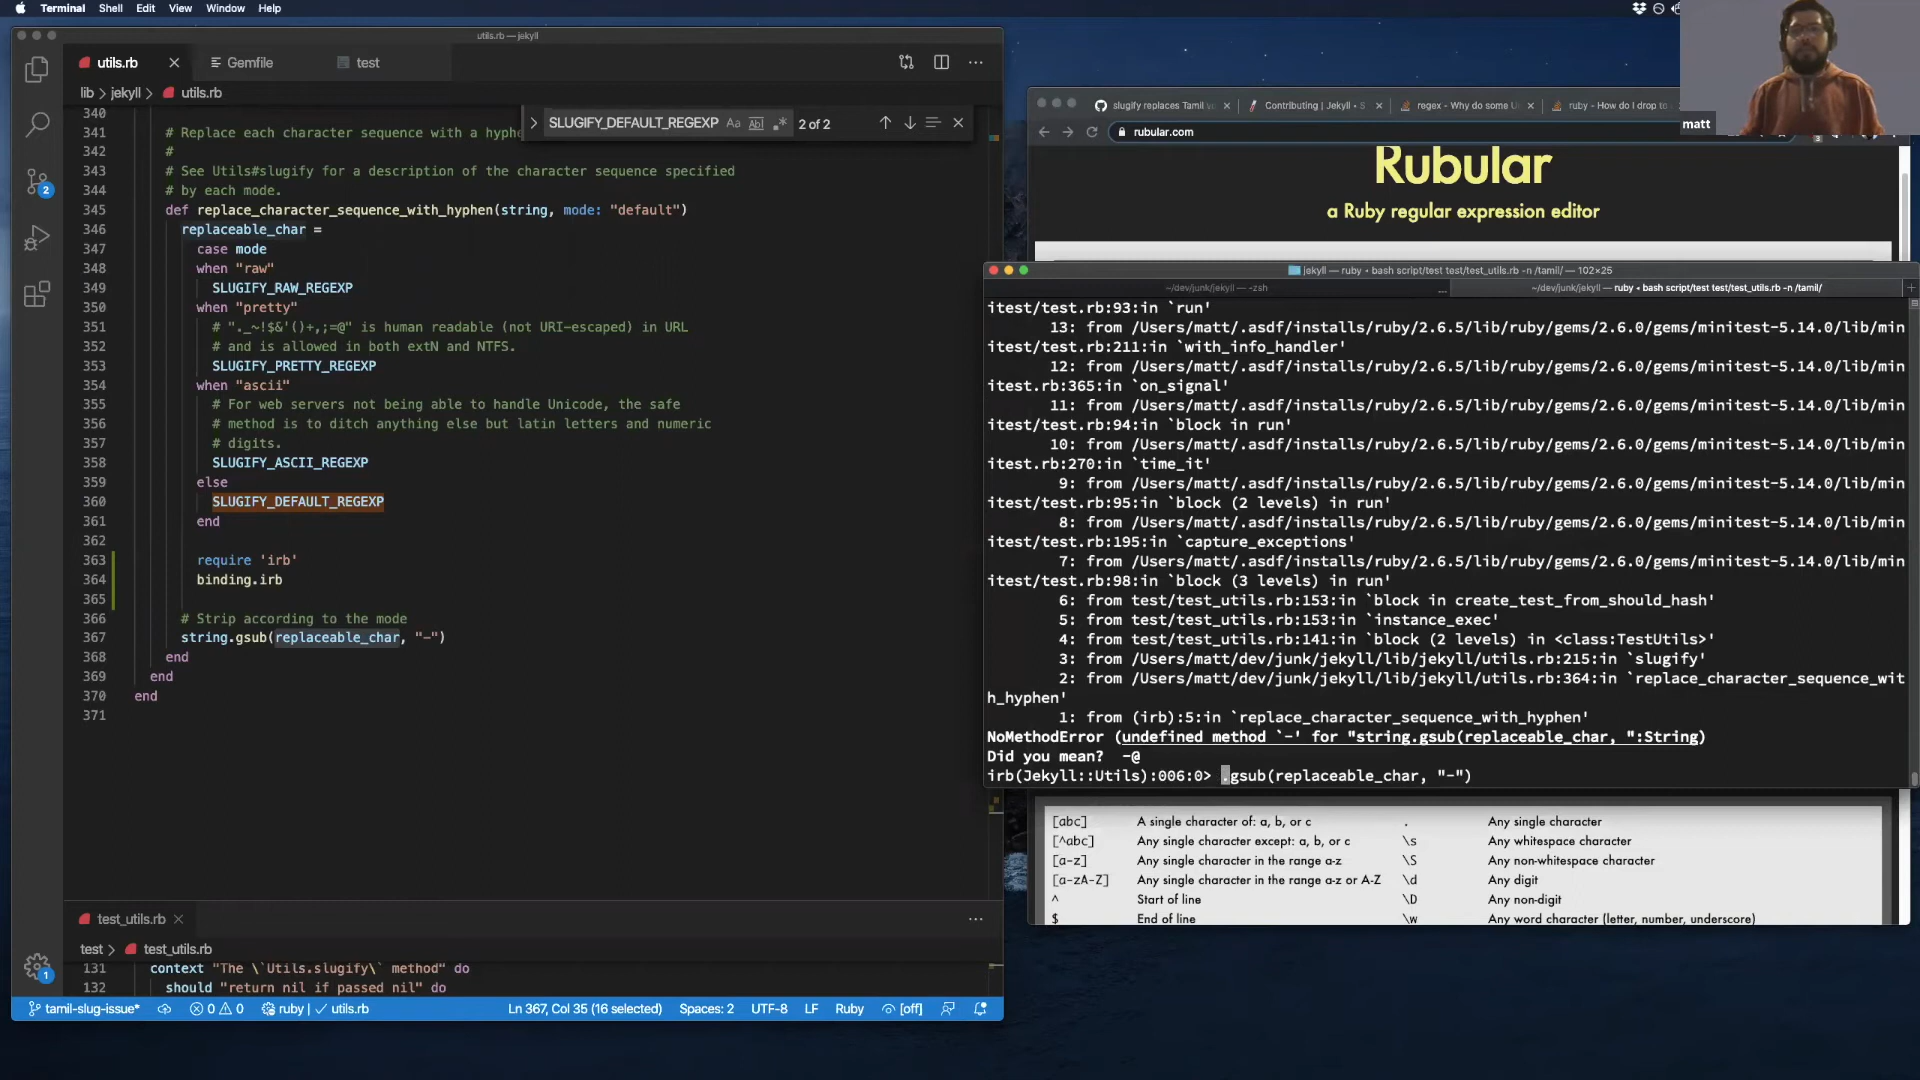 Terminal Shell Edit View Window Help
utils.rb — jekyll
utils.rb Gemfile test
lib jekyll utils.rb
SLUGIFY_DEFAULT_REGEXP Aa Ab| .* 2 of 2
340
341 # Replace each character sequence with a hyphe
342 #
343 # See Utils#slugify for a description of the character sequence specified
344 # by each mode.
345 def replace_character_sequence_with_hyphen(string, mode: "default")
346 replaceable_char =
347 case mode
348 when "raw"
349 SLUGIFY_RAW_REGEXP
350 when "pretty"
351 # "._~!$&'()+,;=@" is human readable (not URI-escaped) in URL
352 # and is allowed in both extN and NTFS.
353 SLUGIFY_PRETTY_REGEXP
354 when "ascii"
355 # For web servers not being able to handle Unicode, the safe
356 # method is to ditch anything else but latin letters and numeric
357 # digits.
358 SLUGIFY_ASCII_REGEXP
359 else
360 SLUGIFY_DEFAULT_REGEXP
361 end
362
363 require 'irb'
364 binding.irb
365
366 # Strip according to the mode
367 string.gsub(replaceable_char, "-")
368 end
369 end
370 end
371
2
1
test_utils.rb
test test_utils.rb
131 context "The \`Utils.slugify\` method" do
132 should "return nil if passed nil" do
tamil-slug-issue* 0 0 ruby | ✓ utils.rb Ln 367, Col 35 (16 selected) Spaces: 2 UTF-8 LF Ruby [off]
matt
slugify replaces Tamil v Contributing | Jekyll • S regex - Why do some U ruby - How do I drop to
rubular.com
Rubular
a Ruby regular expression editor
jekyll — ruby • bash script/test test/test_utils.rb -n /tamil/ — 102×25
~/dev/junk/jekyll — -zsh ... ~/dev/junk/jekyll — ruby • bash script/test test/test_utils.rb -n /tamil/ +
itest/test.rb:93:in `run'
13: from /Users/matt/.asdf/installs/ruby/2.6.5/lib/ruby/gems/2.6.0/gems/minitest-5.14.0/lib/min
itest/test.rb:211:in `with_info_handler'
12: from /Users/matt/.asdf/installs/ruby/2.6.5/lib/ruby/gems/2.6.0/gems/minitest-5.14.0/lib/min
itest.rb:365:in `on_signal'
11: from /Users/matt/.asdf/installs/ruby/2.6.5/lib/ruby/gems/2.6.0/gems/minitest-5.14.0/lib/min
itest/test.rb:94:in `block in run'
10: from /Users/matt/.asdf/installs/ruby/2.6.5/lib/ruby/gems/2.6.0/gems/minitest-5.14.0/lib/min
itest.rb:270:in `time_it'
9: from /Users/matt/.asdf/installs/ruby/2.6.5/lib/ruby/gems/2.6.0/gems/minitest-5.14.0/lib/min
itest/test.rb:95:in `block (2 levels) in run'
8: from /Users/matt/.asdf/installs/ruby/2.6.5/lib/ruby/gems/2.6.0/gems/minitest-5.14.0/lib/min
itest/test.rb:195:in `capture_exceptions'
7: from /Users/matt/.asdf/installs/ruby/2.6.5/lib/ruby/gems/2.6.0/gems/minitest-5.14.0/lib/min
itest/test.rb:98:in `block (3 levels) in run'
6: from test/test_utils.rb:153:in `block in create_test_from_should_hash'
5: from test/test_utils.rb:153:in `instance_exec'
4: from test/test_utils.rb:141:in `block (2 levels) in <class:TestUtils>'
3: from /Users/matt/dev/junk/jekyll/lib/jekyll/utils.rb:215:in `slugify'
2: from /Users/matt/dev/junk/jekyll/lib/jekyll/utils.rb:364:in `replace_character_sequence_wit
h_hyphen'
1: from (irb):5:in `replace_character_sequence_with_hyphen'
NoMethodError (undefined method `-' for "string.gsub(replaceable_char, ":String)
Did you mean?  -@
irb(Jekyll::Utils):006:0> .gsub(replaceable_char, "-")
[abc] A single character of: a, b, or c . Any single character
[^abc] Any single character except: a, b, or c \s Any whitespace character
[a-z] Any single character in the range a-z \S Any non-whitespace character
[a-zA-Z] Any single character in the range a-z or A-Z \d Any digit
^ Start of line \D Any non-digit
$ End of line \w Any word character (letter, number, underscore)